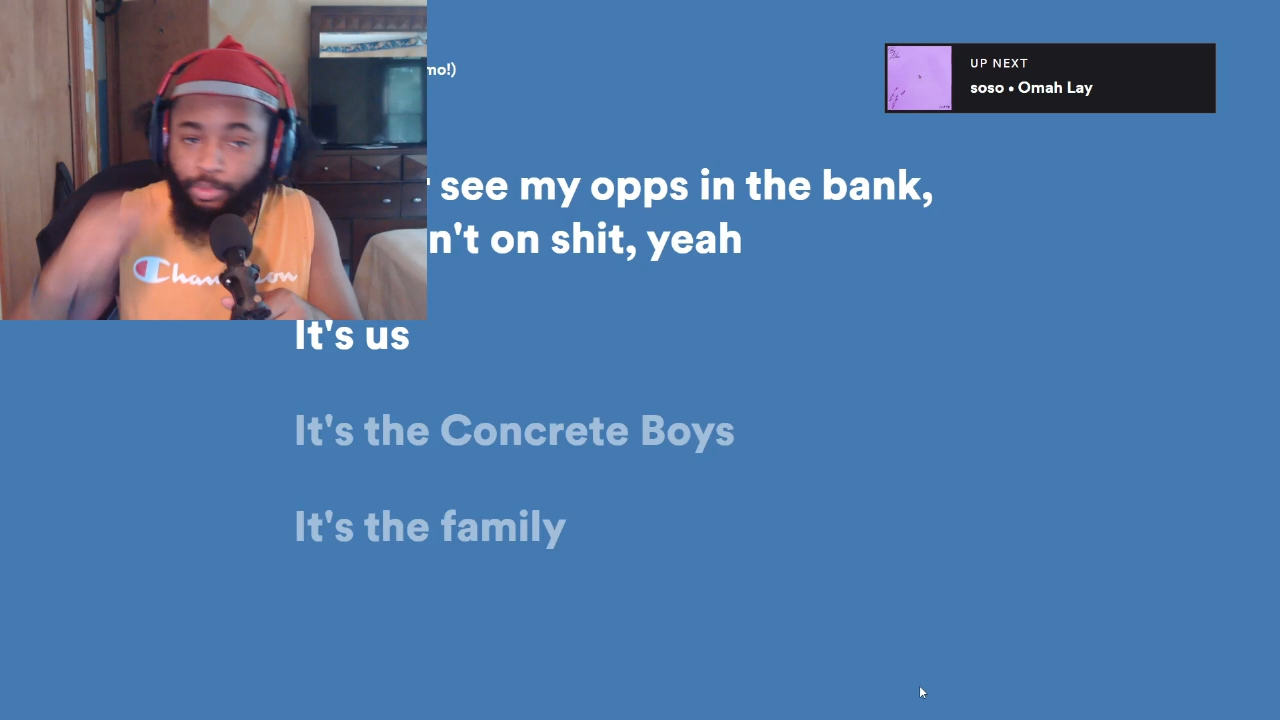 mo!)
UP NEXT
soso • Omah Lay
see my opps in the bank,
n't on shit, yeah
Champion
It's us
It's the Concrete Boys
It's the family